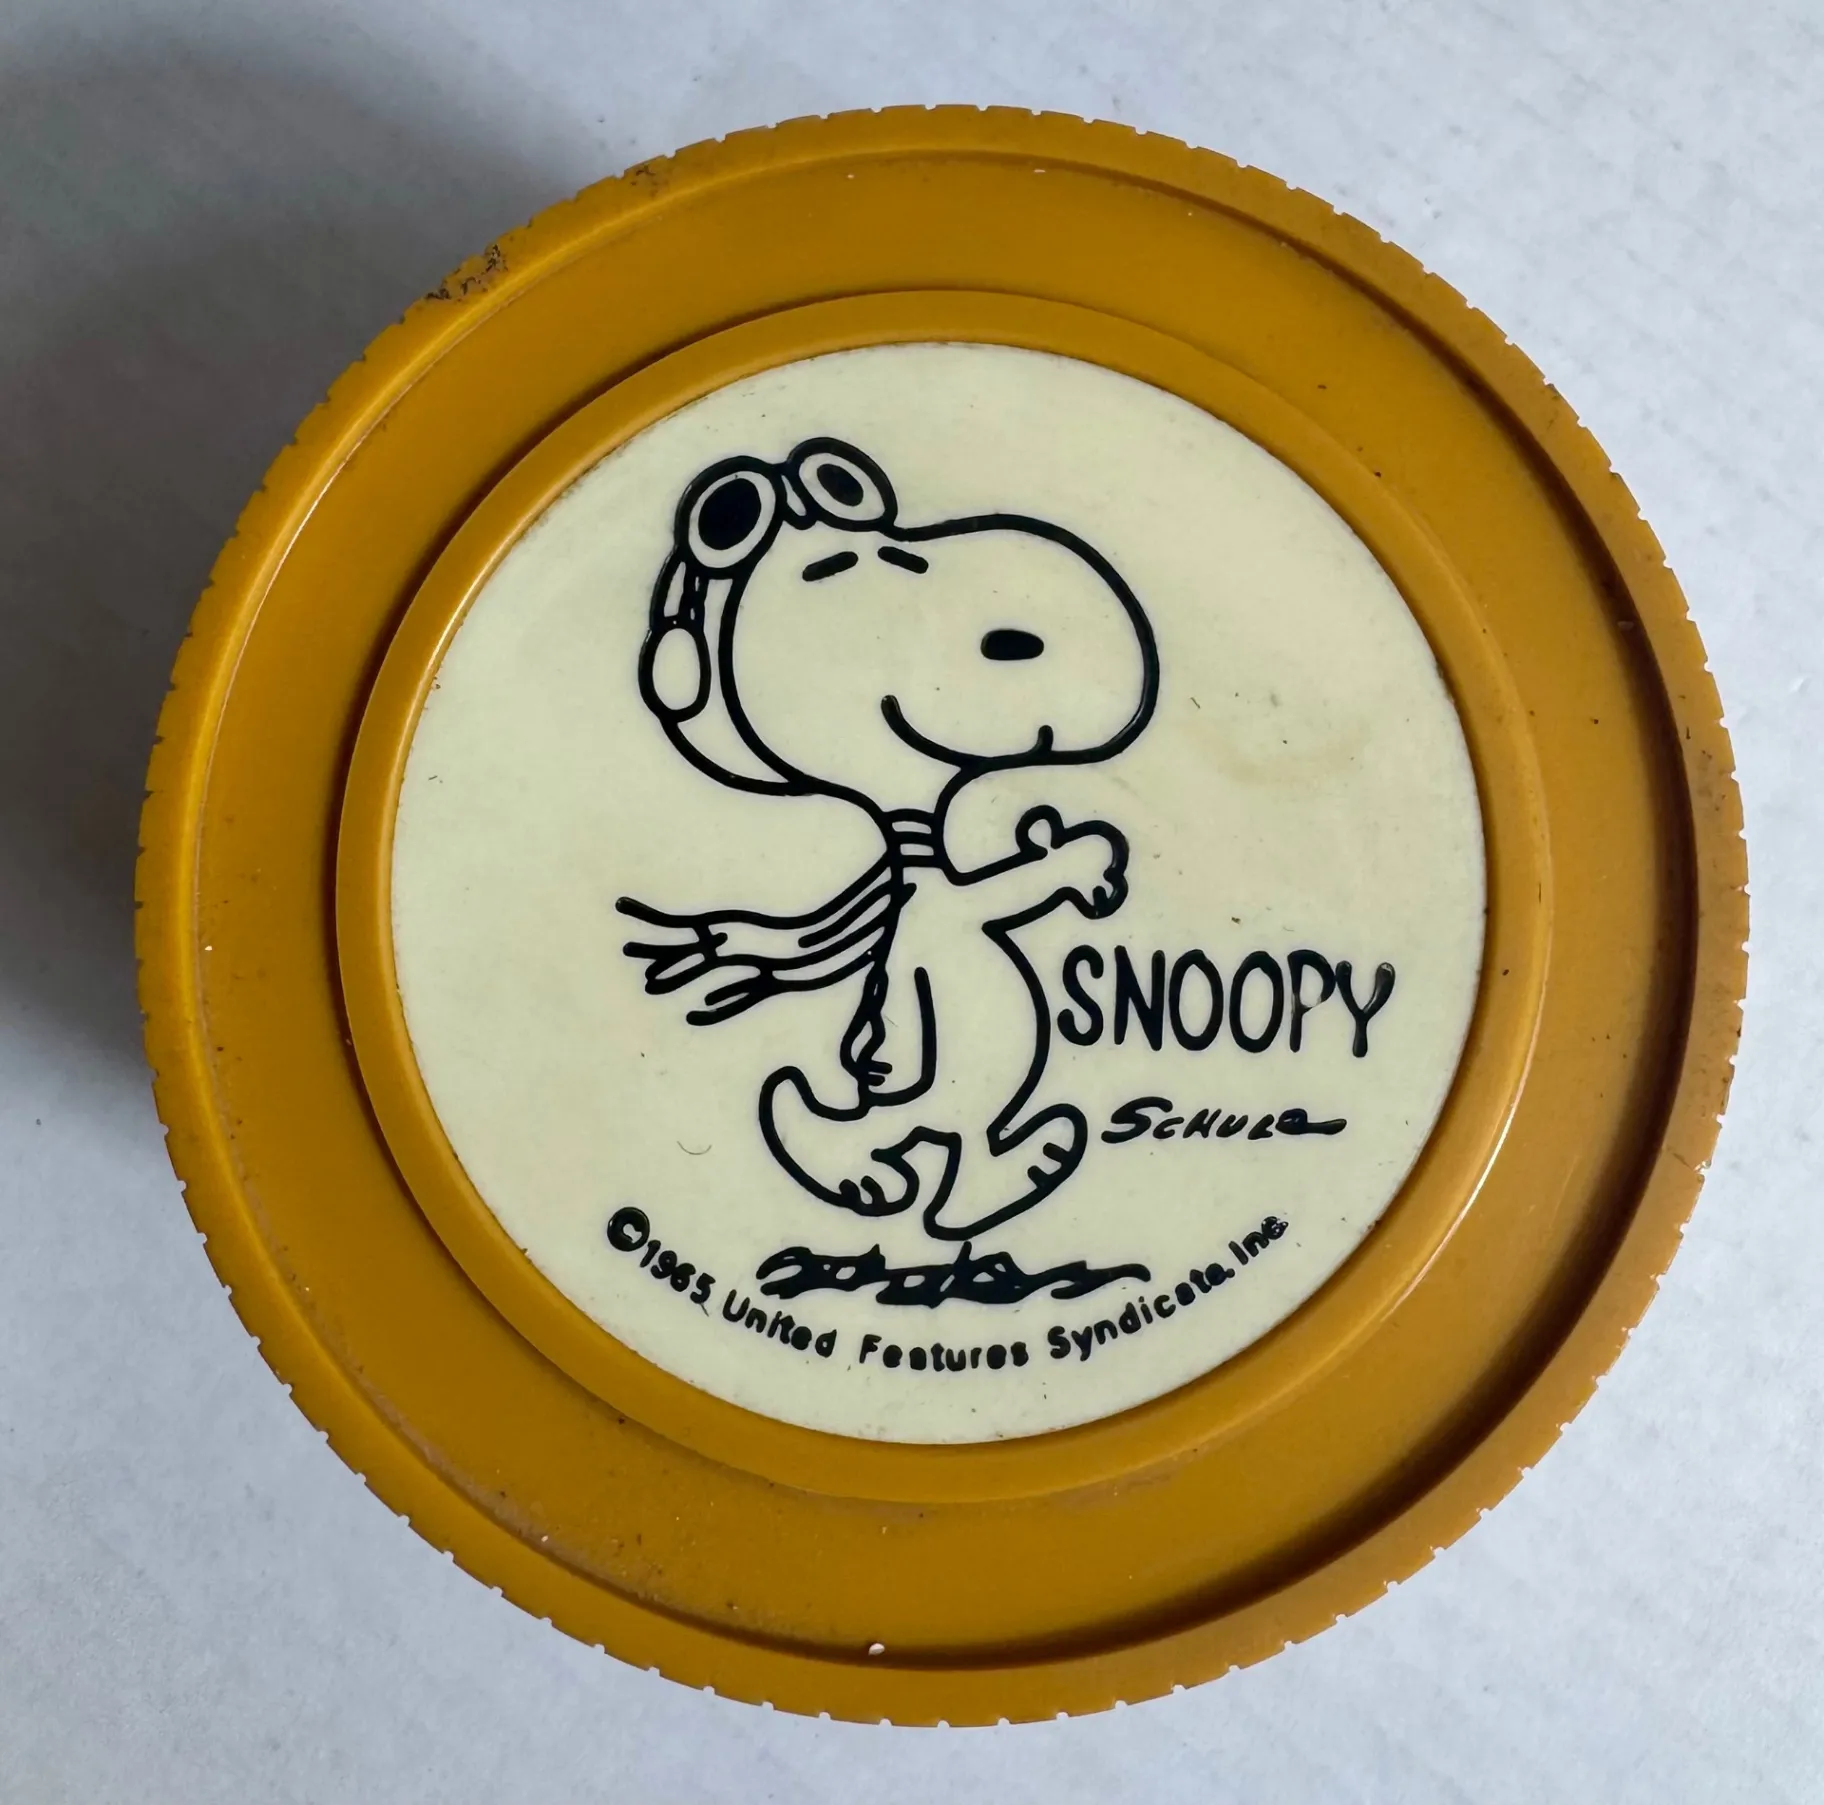 SNOOPY
SCHULZ
©1965 United Features Syndicate, Inc.